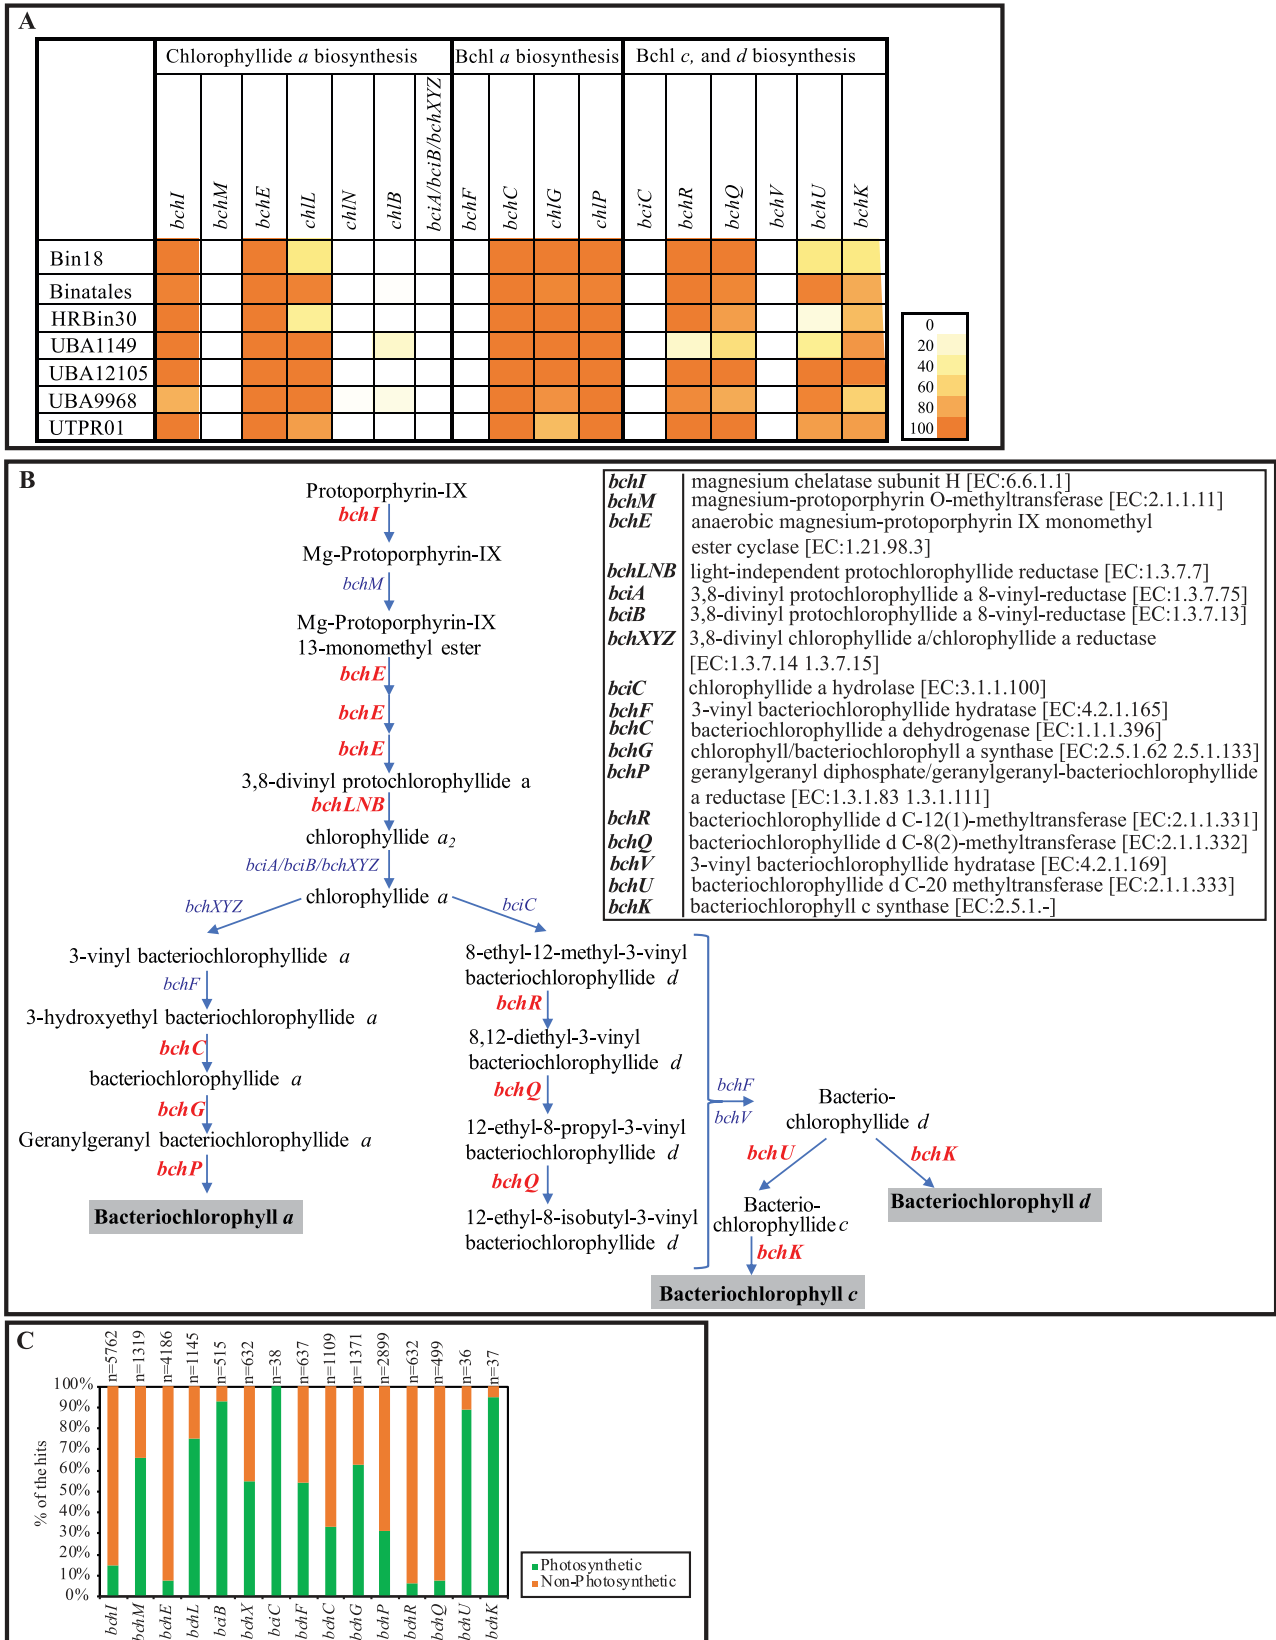 A
Chlorophyllide a biosynthesis
Bchl a biosynthesis
Bchl c, and d biosynthesis
bchI
bchM
bchE
chlL
chlN
chlB
bciA/bciB/bchXYZ
bchF
bchC
chlG
chlP
bciC
bchR
bchQ
bchV
bchU
bchK
Bin18
Binatales
HRBin30
UBA1149
UBA12105
UBA9968
UTPR01
0
20
40
60
80
100
B
Protoporphyrin-IX
bchI
Mg-Protoporphyrin-IX
bchM
Mg-Protoporphyrin-IX
13-monomethyl ester
bchE
bchE
bchE
3,8-divinyl protochlorophyllide a
bchLNB
chlorophyllide a2
bciA/bciB/bchXYZ
chlorophyllide a
bchXYZ
bciC
3-vinyl bacteriochlorophyllide a
bchF
3-hydroxyethyl bacteriochlorophyllide a
bchC
bacteriochlorophyllide a
bchG
Geranylgeranyl bacteriochlorophyllide a
bchP
Bacteriochlorophyll a
8-ethyl-12-methyl-3-vinyl
bacteriochlorophyllide d
bchR
8,12-diethyl-3-vinyl
bacteriochlorophyllide d
bchQ
12-ethyl-8-propyl-3-vinyl
bacteriochlorophyllide d
bchQ
12-ethyl-8-isobutyl-3-vinyl
bacteriochlorophyllide d
bchF
bchV
Bacterio-
chlorophyllide d
bchU
bchK
Bacterio-
chlorophyllide c
bchK
Bacteriochlorophyll d
Bacteriochlorophyll c
bchI magnesium chelatase subunit H [EC:6.6.1.1]
bchM magnesium-protoporphyrin O-methyltransferase [EC:2.1.1.11]
bchE anaerobic magnesium-protoporphyrin IX monomethyl
ester cyclase [EC:1.21.98.3]
bchLNB light-independent protochlorophyllide reductase [EC:1.3.7.7]
bciA 3,8-divinyl protochlorophyllide a 8-vinyl-reductase [EC:1.3.7.75]
bciB 3,8-divinyl protochlorophyllide a 8-vinyl-reductase [EC:1.3.7.13]
bchXYZ 3,8-divinyl chlorophyllide a/chlorophyllide a reductase
[EC:1.3.7.14 1.3.7.15]
bciC chlorophyllide a hydrolase [EC:3.1.1.100]
bchF 3-vinyl bacteriochlorophyllide hydratase [EC:4.2.1.165]
bchC bacteriochlorophyllide a dehydrogenase [EC:1.1.1.396]
bchG chlorophyll/bacteriochlorophyll a synthase [EC:2.5.1.62 2.5.1.133]
bchP geranylgeranyl diphosphate/geranylgeranyl-bacteriochlorophyllide
a reductase [EC:1.3.1.83 1.3.1.111]
bchR bacteriochlorophyllide d C-12(1)-methyltransferase [EC:2.1.1.331]
bchQ bacteriochlorophyllide d C-8(2)-methyltransferase [EC:2.1.1.332]
bchV 3-vinyl bacteriochlorophyllide hydratase [EC:4.2.1.169]
bchU bacteriochlorophyllide d C-20 methyltransferase [EC:2.1.1.333]
bchK bacteriochlorophyll c synthase [EC:2.5.1.-]
C
n=5762
n=1319
n=4186
n=1145
n=515
n=632
n=38
n=637
n=1109
n=1371
n=2899
n=632
n=499
n=36
n=37
% of the hits
100%
90%
80%
70%
60%
50%
40%
30%
20%
10%
0%
bchI
bchM
bchE
bchL
bciB
bchX
bciC
bchF
bchC
bchG
bchP
bchR
bchQ
bchU
bchK
Photosynthetic
Non-Photosynthetic